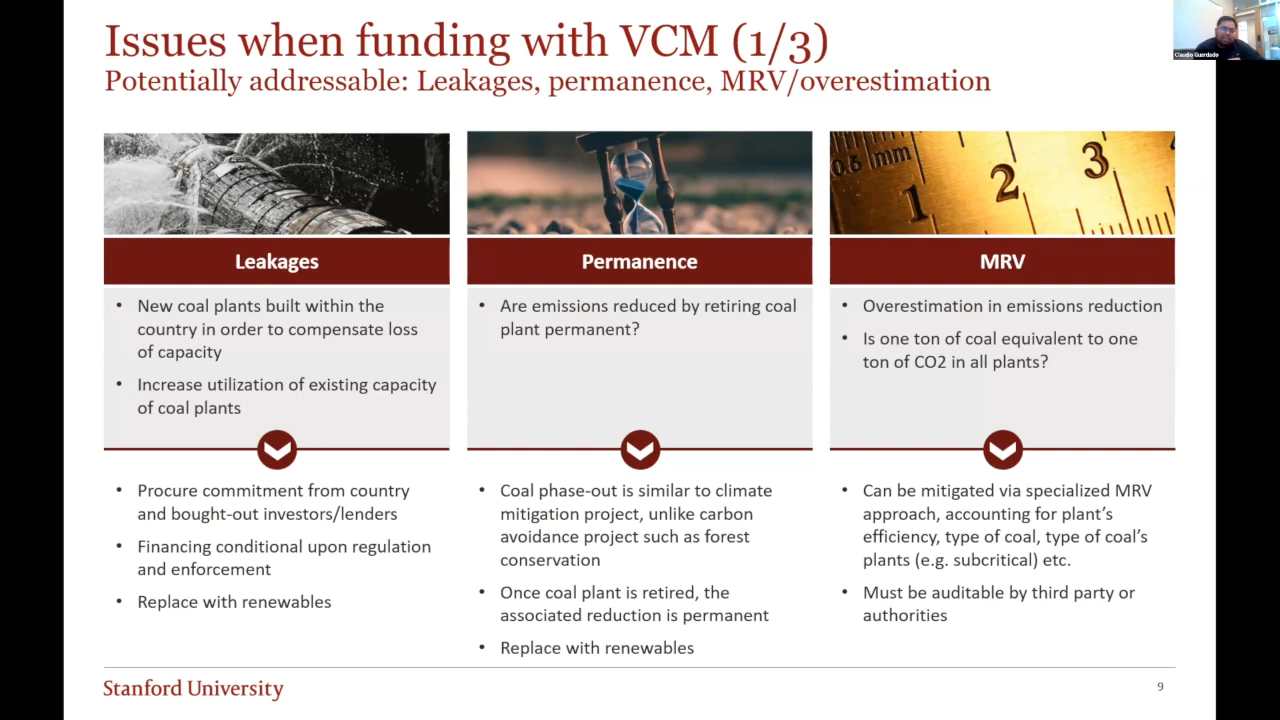 Issues when funding with VCM (1/3)
Potentially addressable: Leakages, permanence, MRV/overestimation
Claudio Guardado
0.5 mm
1
2
3
Leakages
• New coal plants built within the
country in order to compensate loss
of capacity
• Increase utilization of existing capacity
of coal plants
• Procure commitment from country
and bought-out investors/lenders
• Financing conditional upon regulation
and enforcement
• Replace with renewables
Permanence
• Are emissions reduced by retiring coal
plant permanent?
• Coal phase-out is similar to climate
mitigation project, unlike carbon
avoidance project such as forest
conservation
• Once coal plant is retired, the
associated reduction is permanent
• Replace with renewables
MRV
• Overestimation in emissions reduction
• Is one ton of coal equivalent to one
ton of CO2 in all plants?
• Can be mitigated via specialized MRV
approach, accounting for plant’s
efficiency, type of coal, type of coal’s
plants (e.g. subcritical) etc.
• Must be auditable by third party or
authorities
Stanford University
9